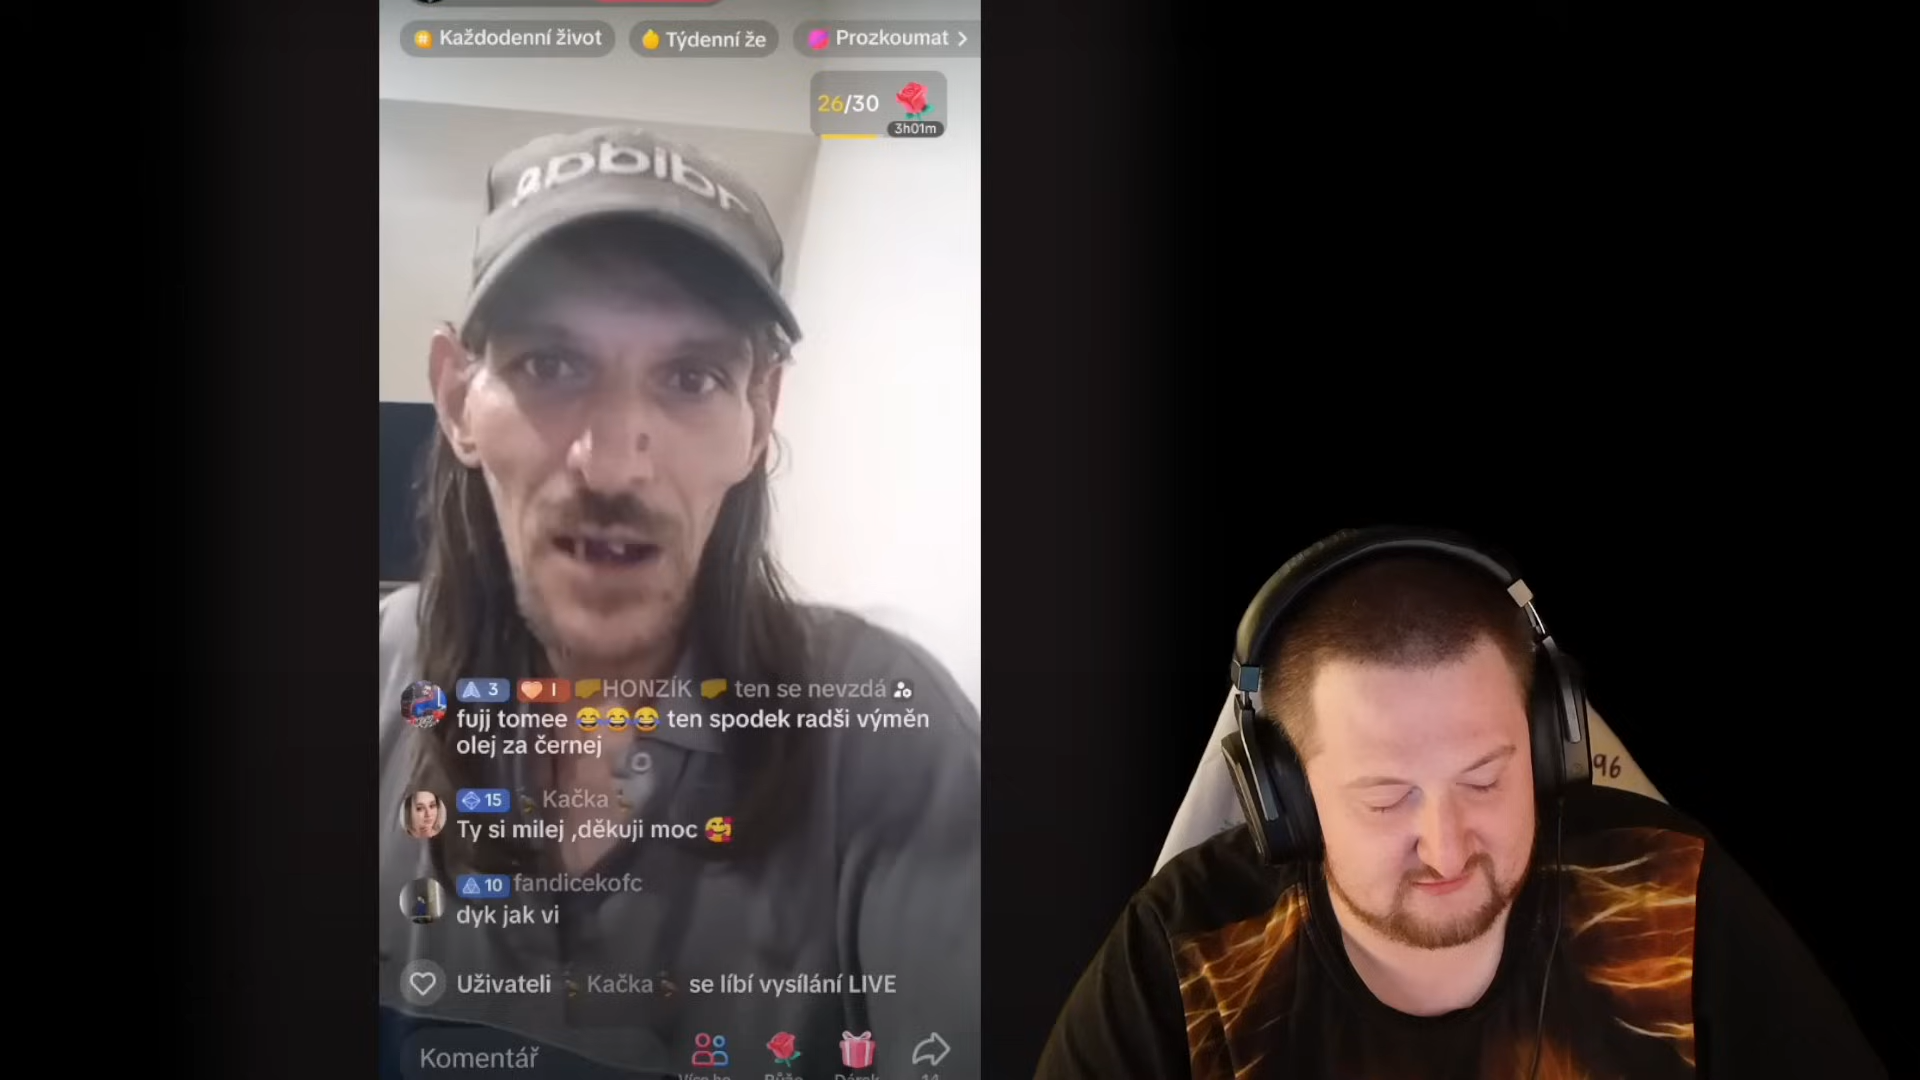 Každodenní život
Týdenní že
Prozkoumat
26/30
3h01m
3 I HONZÍK ten se nevzdá
fujj tomee 😂😂😂 ten spodek radši výměn
olej za černej
15 Kačka
Ty si milej ,děkuji moc 🥰
10 fandicekofc
dyk jak vi
Uživateli Kačka se líbí vysílání LIVE
Komentář
96